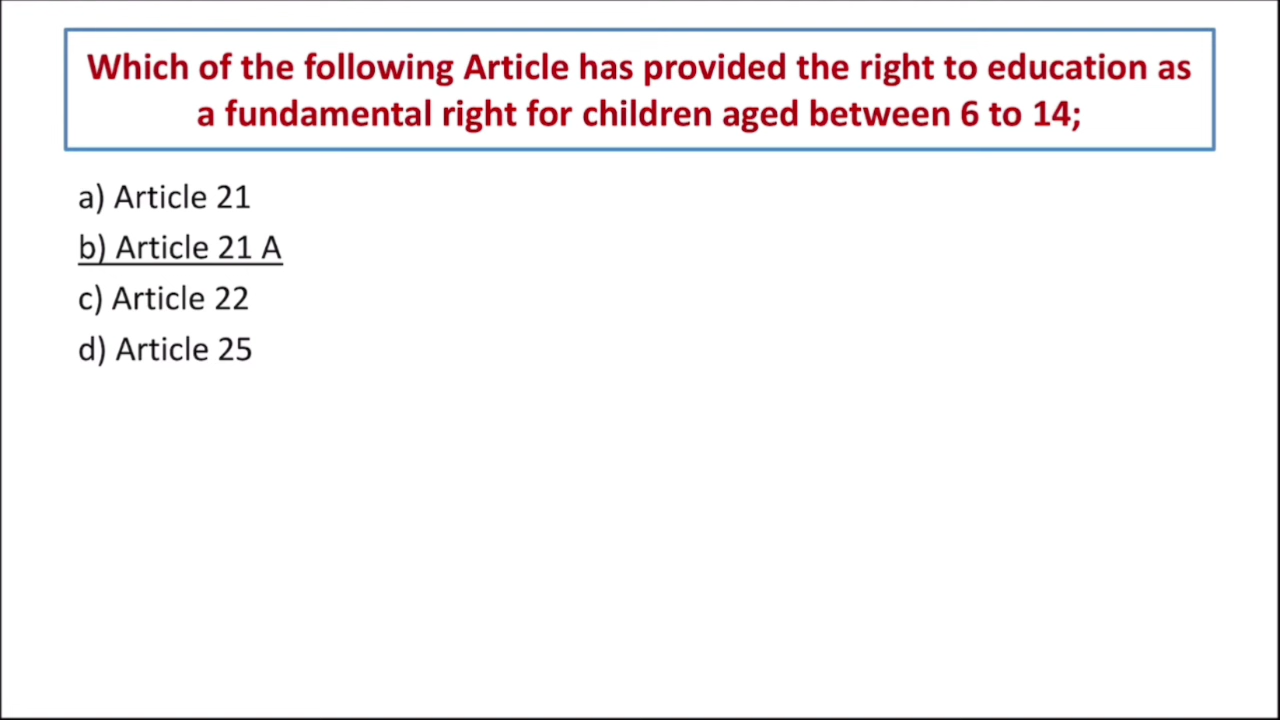 Which of the following Article has provided the right to education as
a fundamental right for children aged between 6 to 14;
a) Article 21
b) Article 21 A
c) Article 22
d) Article 25